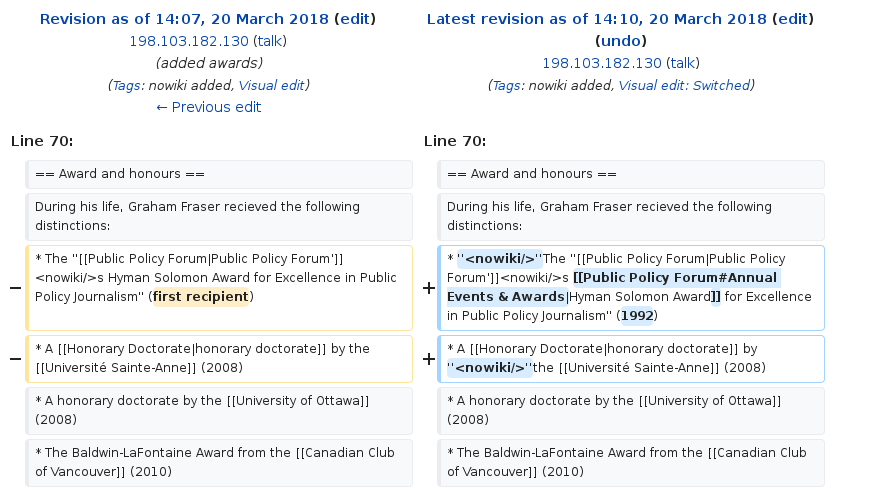 Revision as of 14:07, 20 March 2018 (edit)
198.103.182.130 (talk)
(added awards)
(Tags: nowiki added, Visual edit)
← Previous edit
Latest revision as of 14:10, 20 March 2018 (edit)
(undo)
198.103.182.130 (talk)
(Tags: nowiki added, Visual edit: Switched)
Line 70:
Line 70:
== Award and honours ==
== Award and honours ==
During his life, Graham Fraser recieved the following
distinctions:
During his life, Graham Fraser recieved the following
distinctions:
− * The ''[[Public Policy Forum|Public Policy Forum']]
<nowiki/>s Hyman Solomon Award for Excellence in Public
Policy Journalism'' (first recipient)
+ * ''<nowiki/>''The ''[[Public Policy Forum|Public Policy
Forum']]<nowiki/>s [[Public Policy Forum#Annual
Events & Awards|Hyman Solomon Award]] for Excellence
in Public Policy Journalism'' (1992)
− * A [[Honorary Doctorate|honorary doctorate]] by the
[[Université Sainte-Anne]] (2008)
+ * A [[Honorary Doctorate|honorary doctorate]] by
''<nowiki/>''the [[Université Sainte-Anne]] (2008)
* A honorary doctorate by the [[University of Ottawa]]
(2008)
* A honorary doctorate by the [[University of Ottawa]]
(2008)
* The Baldwin-LaFontaine Award from the [[Canadian Club
of Vancouver]] (2010)
* The Baldwin-LaFontaine Award from the [[Canadian Club
of Vancouver]] (2010)